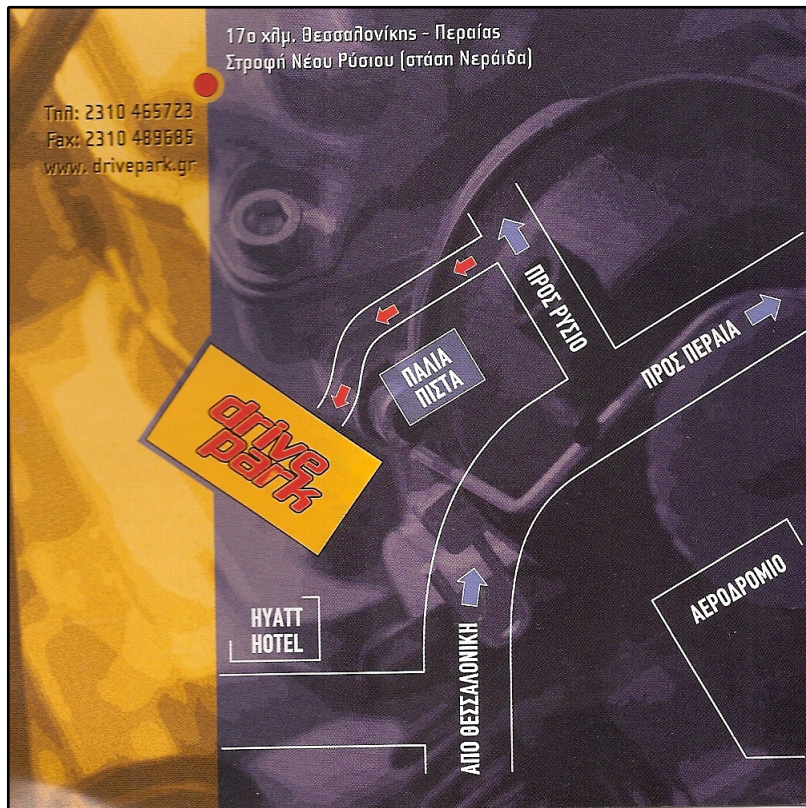 17ο χλμ. Θεσσαλονίκης - Περαίας
Στροφή Νέου Ρύσιου (στάση Νεράιδα)
Τηλ: 2310 465723
Fax: 2310 489685
www. drivepark.gr
ΠΡΟΣ ΡΥΣΙΟ
ΠΡΟΣ ΠΕΡΑΙΑ
ΠΑΛΙΑ
ΠΙΣΤΑ
drive
park
ΑΕΡΟΔΡΟΜΙΟ
HYATT
HOTEL
ΑΠΟ ΘΕΣΣΑΛΟΝΙΚΗ